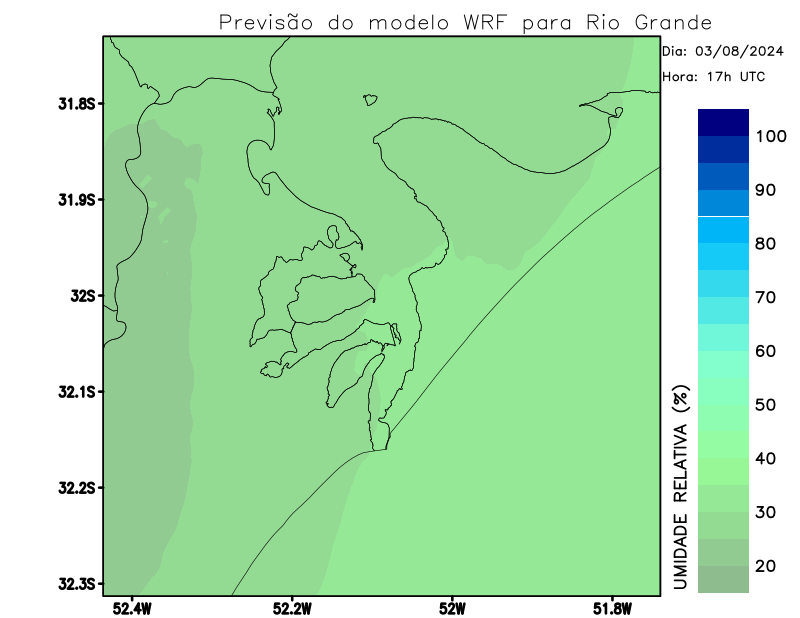 Previsão do modelo WRF para Rio Grande
Dia: 03/08/2024
Hora: 17h UTC
31.8S
31.9S
32S
32.1S
32.2S
32.3S
52.4W
52.2W
52W
51.8W
100
90
80
70
60
50
40
30
20
UMIDADE RELATIVA (%)